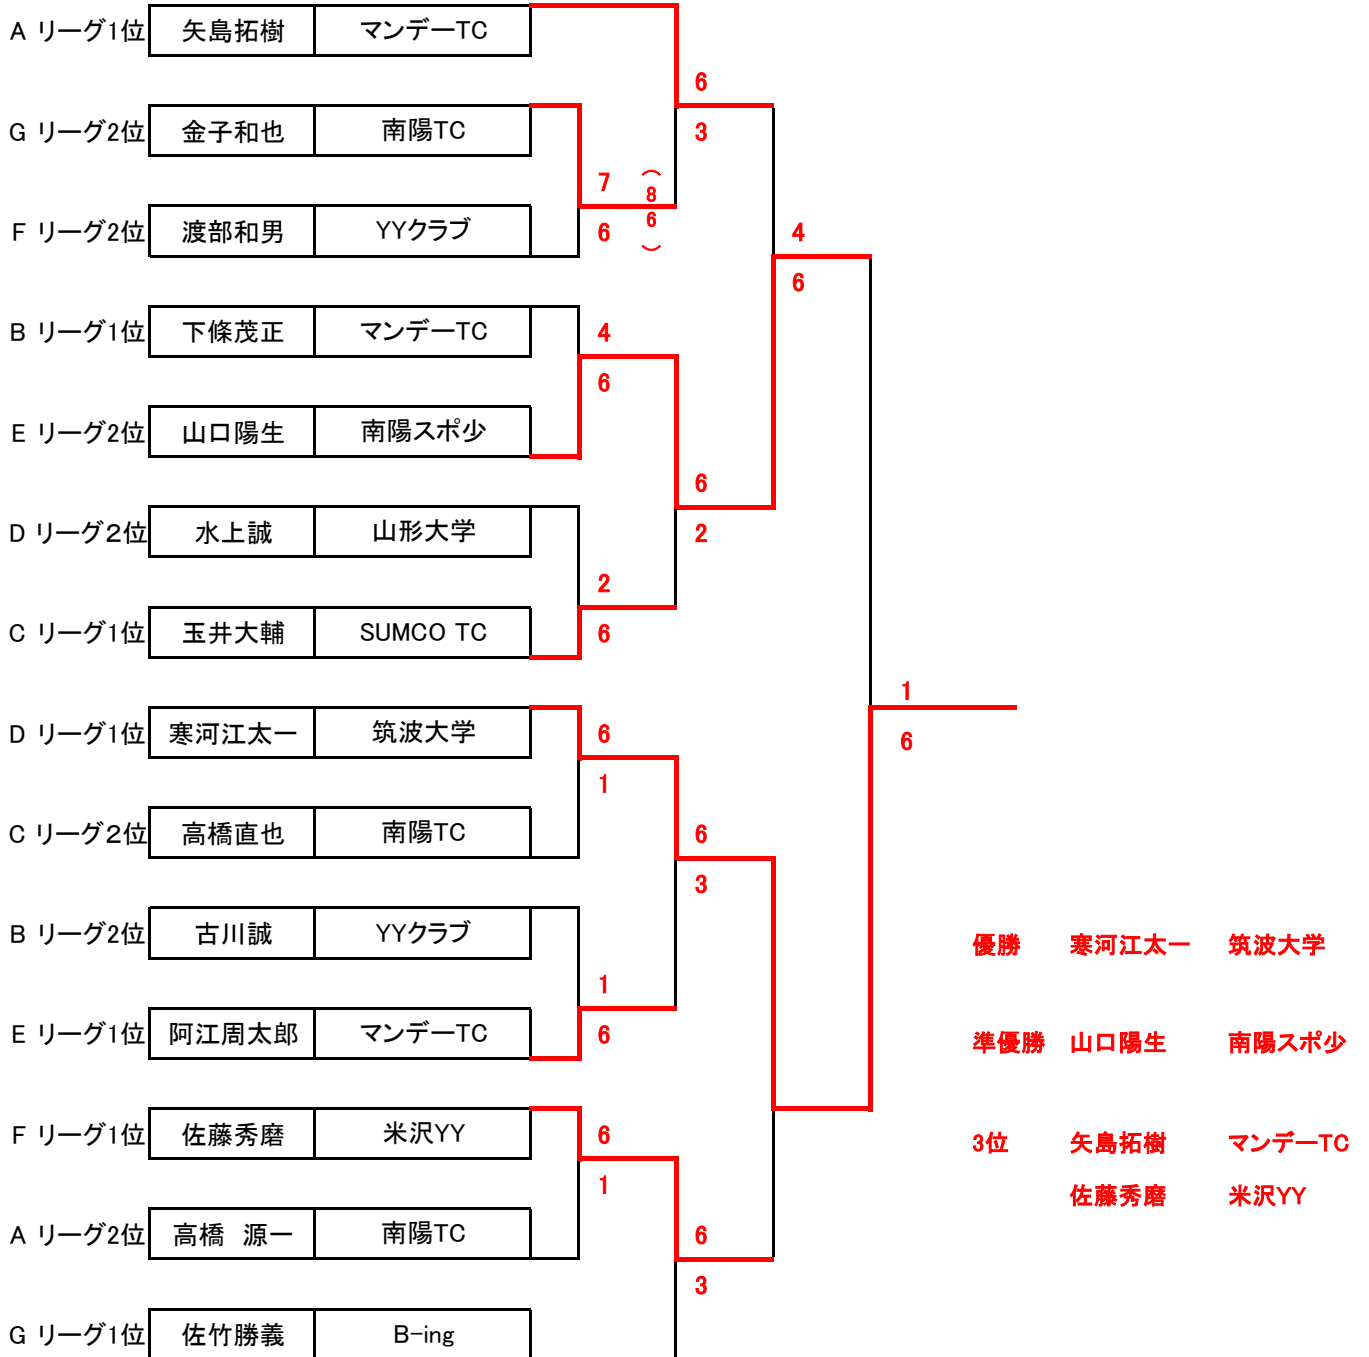 A リーグ1位 矢島拓樹 マンデーTC
6
G リーグ2位 金子和也 南陽TC
3
7 (8
F リーグ2位 渡部和男 YYクラブ
6 6)
4
6
B リーグ1位 下條茂正 マンデーTC
4
6
E リーグ2位 山口陽生 南陽スポ少
6
D リーグ２位 水上誠 山形大学
2
2
C リーグ1位 玉井大輔 SUMCO TC
6
1
D リーグ1位 寒河江太一 筑波大学
6
6
1
C リーグ２位 高橋直也 南陽TC
6
3
B リーグ2位 古川誠 YYクラブ
優勝 寒河江太一 筑波大学
1
E リーグ1位 阿江周太郎 マンデーTC
6
準優勝 山口陽生 南陽スポ少
F リーグ1位 佐藤秀磨 米沢YY
6
3位 矢島拓樹 マンデーTC
1
佐藤秀磨 米沢YY
A リーグ2位 高橋 源一 南陽TC
6
3
G リーグ1位 佐竹勝義 B-ing